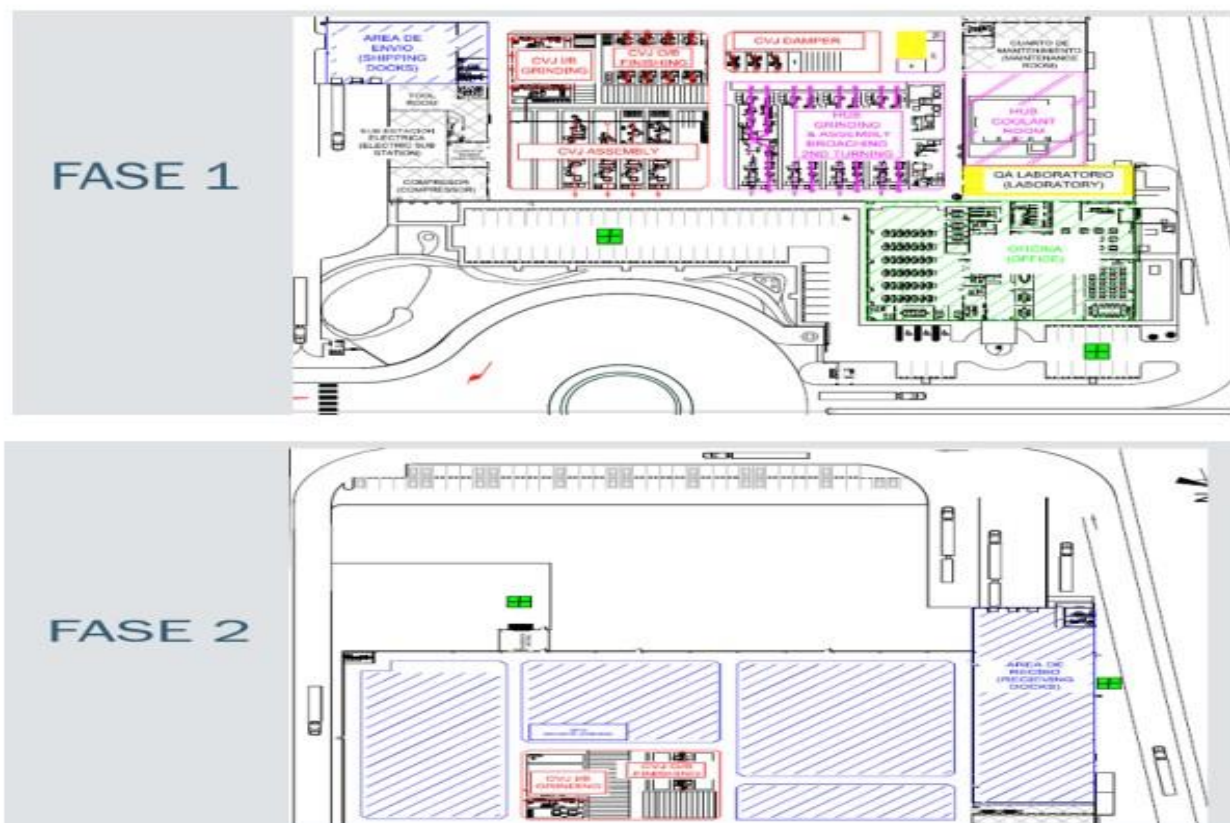 FASE 1
AREA DE
ENVIO
(SHIPPING
DOCKS)
TOOL
ROOM
SUB ESTACION
ELECTRICA
(ELECTRIC SUB
STATION)
COMPRESOR
(COMPRESSOR)
CVJ I/B
GRINDING
CVJ O/B
FINISHING
CVJ ASSEMBLY
CVJ DAMPER
HUB
GRINDING
& ASSEMBLY
BROACHING
2ND TURNING
CUARTO DE
MANTENIMIENTO
(MAINTENANCE
ROOM)
HUB
COOLANT
ROOM
QA LABORATORIO
(LABORATORY)
OFICINA
(OFFICE)
FASE 2
N
AREA DE
RECIBO
(RECIEVING
DOCKS)
CVJ I/B
GRINDING
CVJ O/B
FINISHING